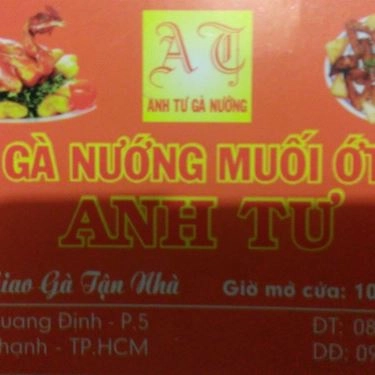 AT
ANH TƯ GÀ NƯỚNG
GÀ NƯỚNG MUỐI ỚT
ANH TƯ
Giao Gà Tận Nhà Giờ mở cửa: 10
uang Định - P.5 ĐT: 08
hạnh - TP.HCM DĐ: 09